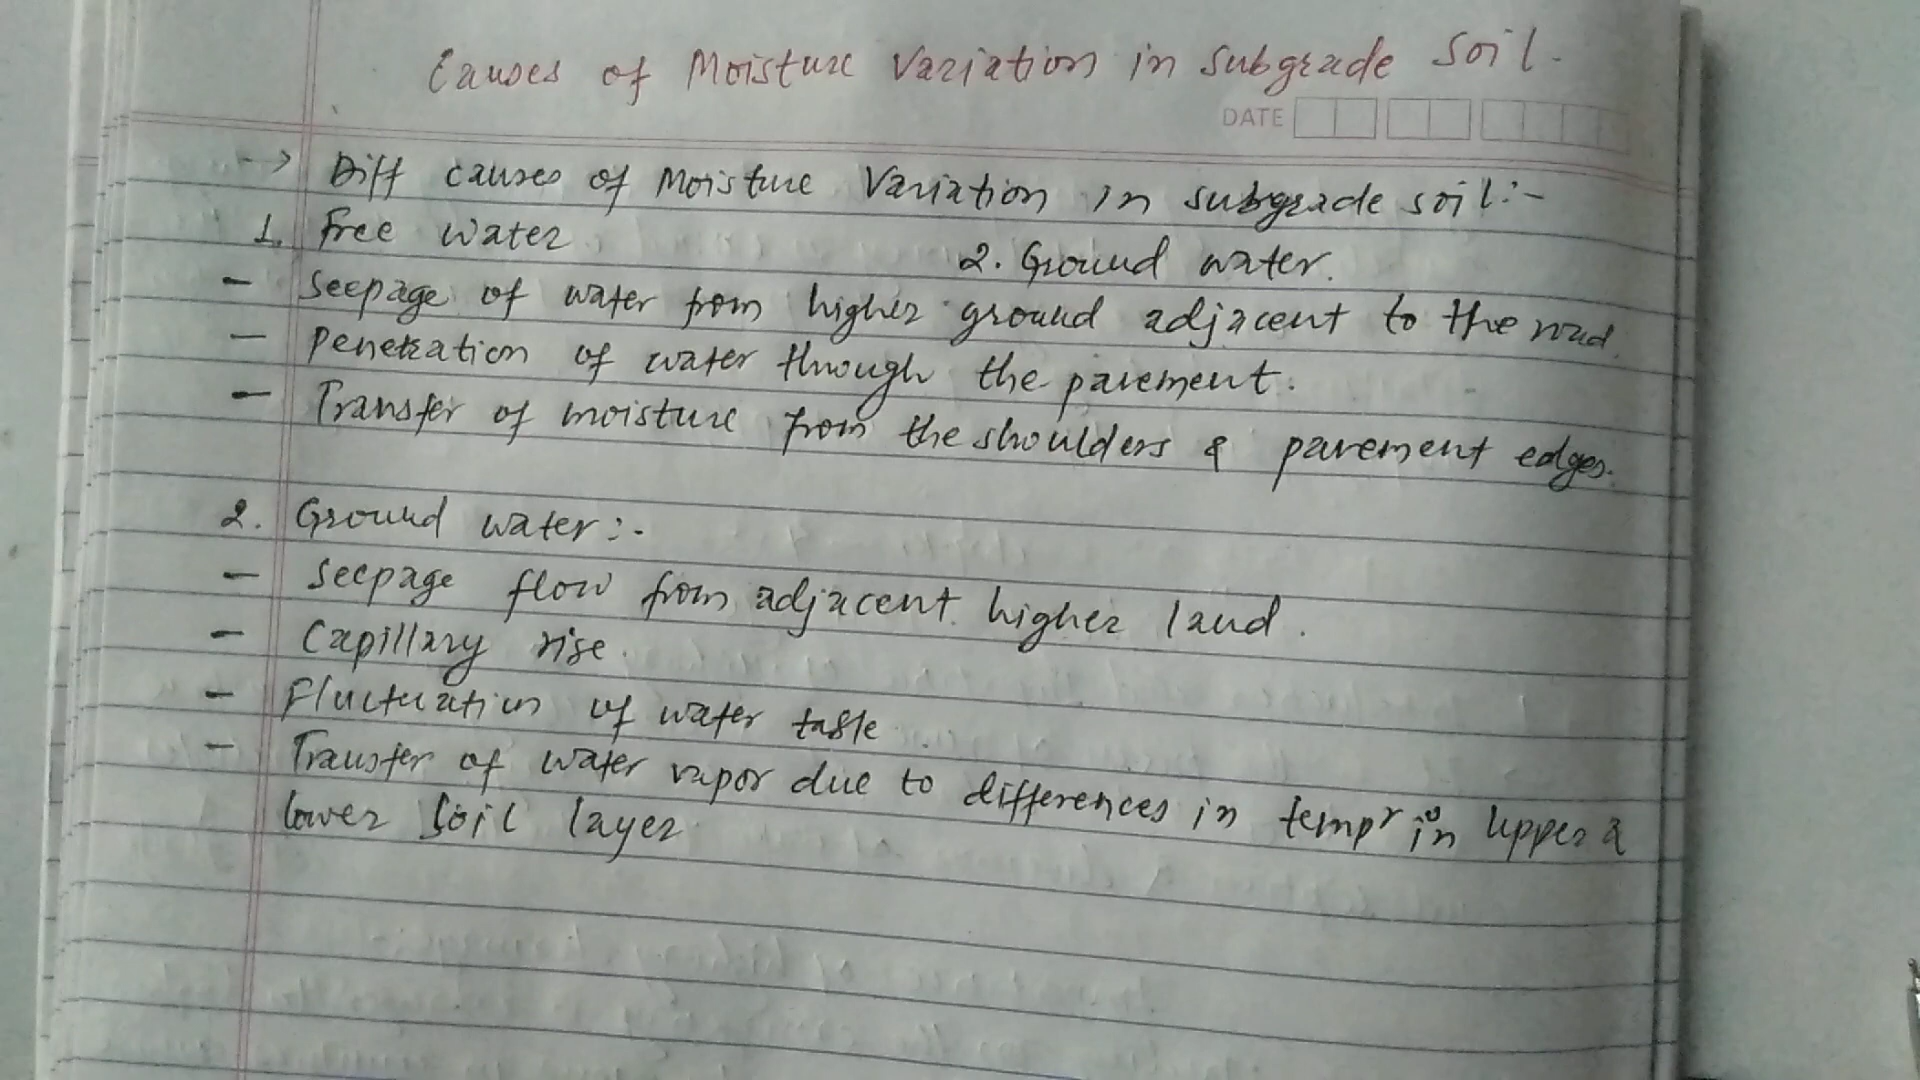 Causes of Moisture Variation in Subgrade Soil.
DATE
-> Diff causes of Moisture Variation in subgrade soil:-
1. Free water 2. Ground water.
- Seepage of water from higher ground adjacent to the road.
- Penetration of water through the pavement.
- Transfer of moisture from the shoulders & pavement edges.
2. Ground water:-
- Seepage flow from adjacent higher land.
- Capillary rise.
- Fluctuation of water table.
- Transfer of water vapor due to differences in tempr in Upper &
lower soil layer